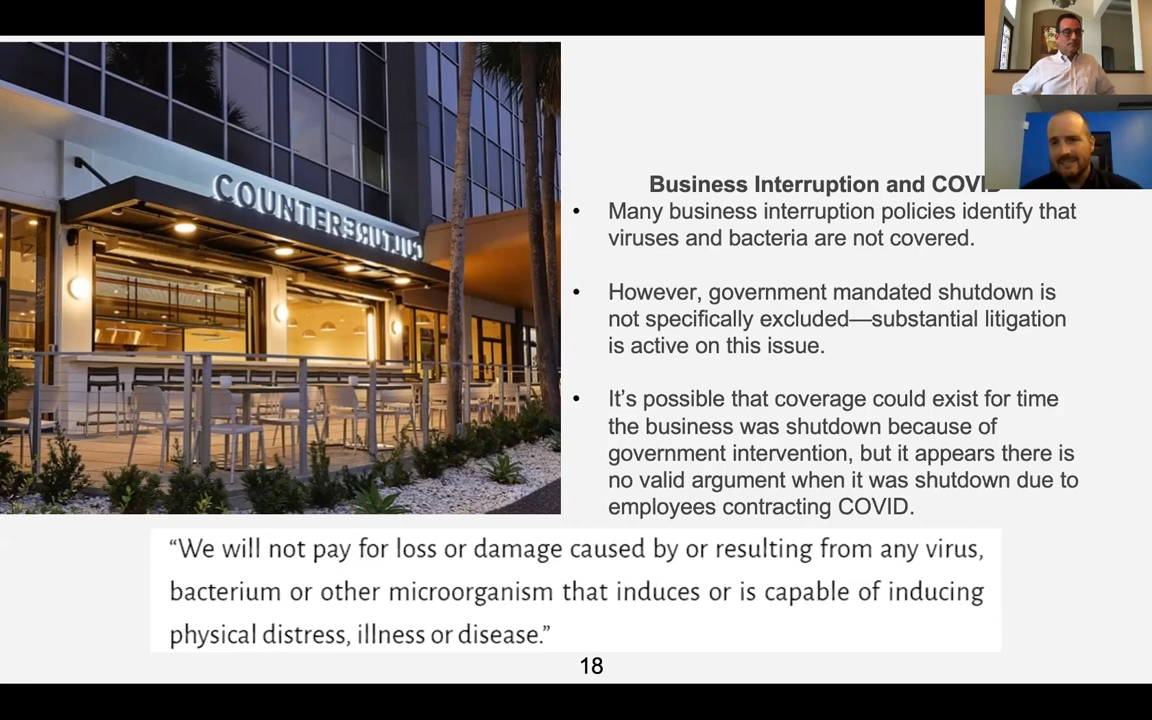 COUNTERCULTURE
Business Interruption and COVID
• Many business interruption policies identify that
viruses and bacteria are not covered.
• However, government mandated shutdown is
not specifically excluded—substantial litigation
is active on this issue.
• It’s possible that coverage could exist for time
the business was shutdown because of
government intervention, but it appears there is
no valid argument when it was shutdown due to
employees contracting COVID.
“We will not pay for loss or damage caused by or resulting from any virus,
bacterium or other microorganism that induces or is capable of inducing
physical distress, illness or disease.”
18